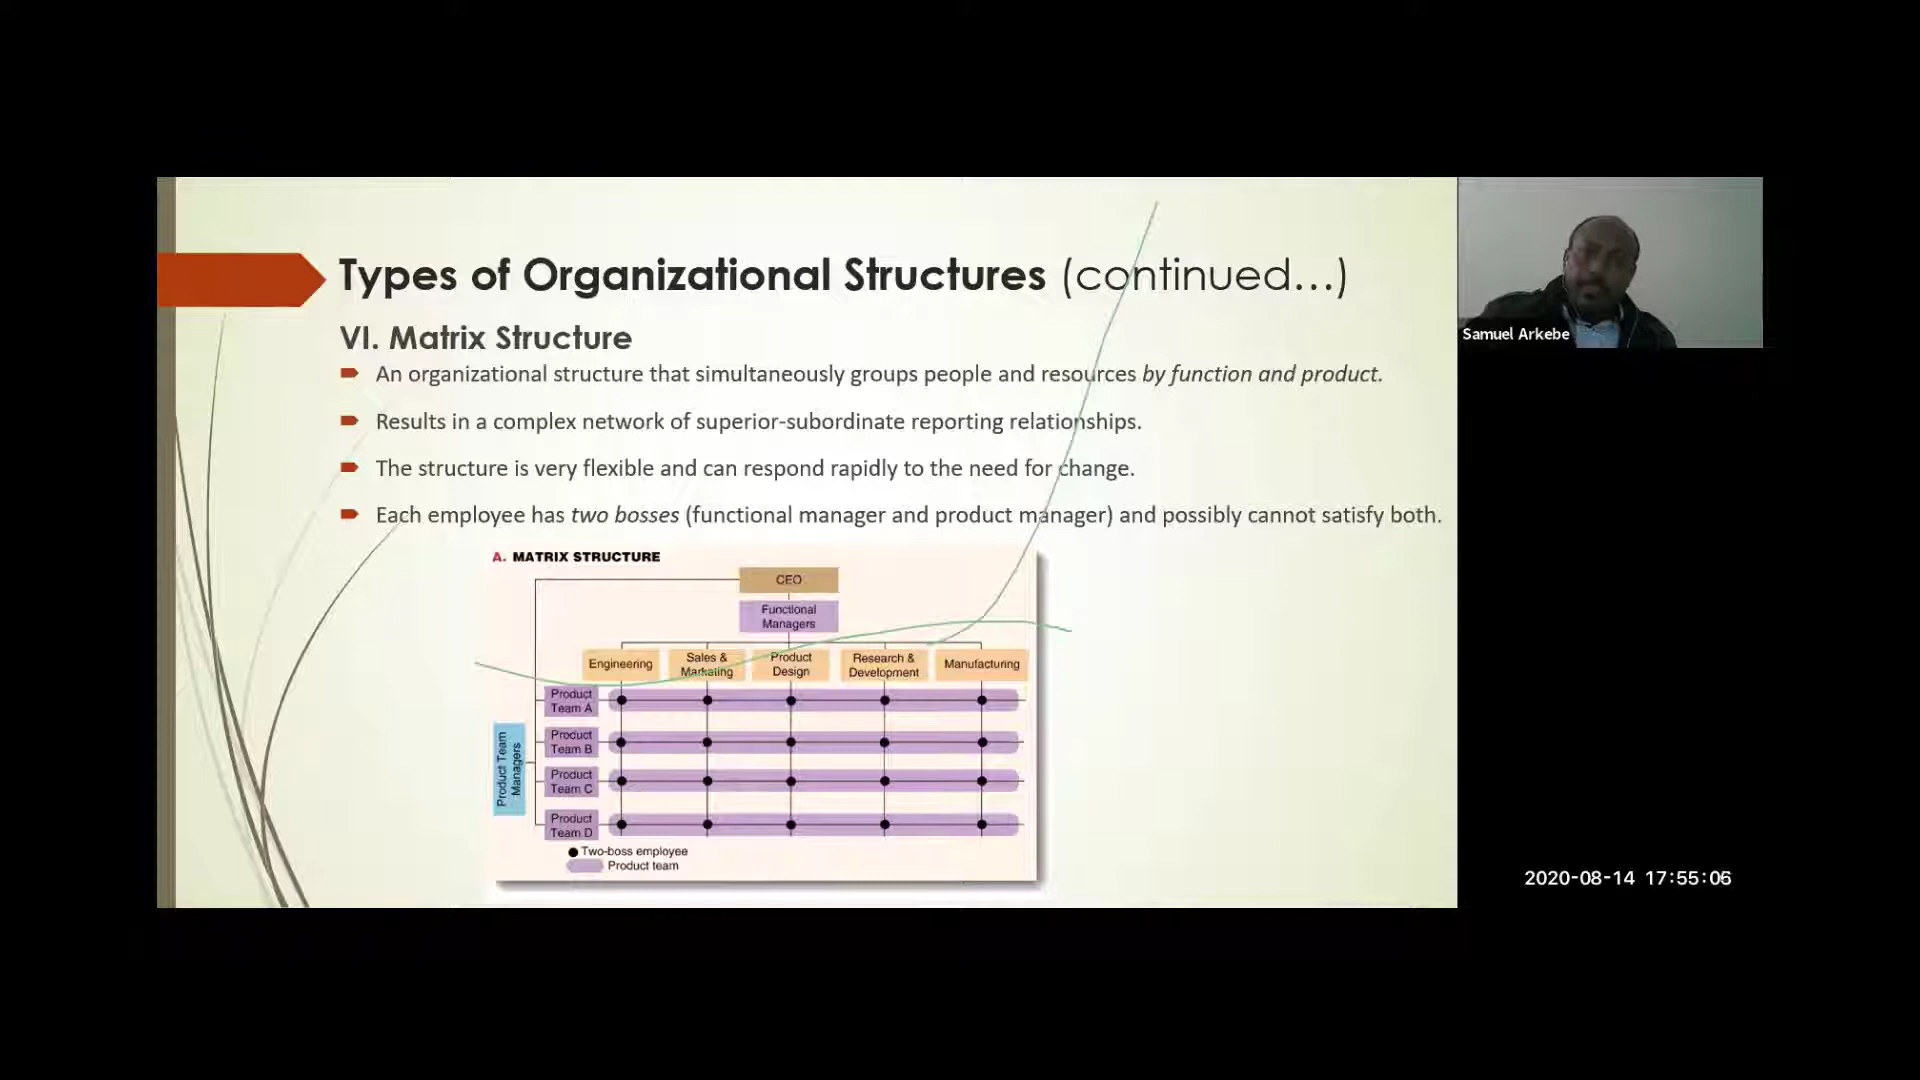 Types of Organizational Structures (continued...)
VI. Matrix Structure
An organizational structure that simultaneously groups people and resources by function and product.
Results in a complex network of superior-subordinate reporting relationships.
The structure is very flexible and can respond rapidly to the need for change.
Each employee has two bosses (functional manager and product manager) and possibly cannot satisfy both.
A. MATRIX STRUCTURE
CEO
Functional
Managers
Engineering
Sales &
Marketing
Product
Design
Research &
Development
Manufacturing
Product Team
Managers
Product
Team A
Product
Team B
Product
Team C
Product
Team D
Two-boss employee
Product team
Samuel Arkebe
2020-08-14 17:55:06